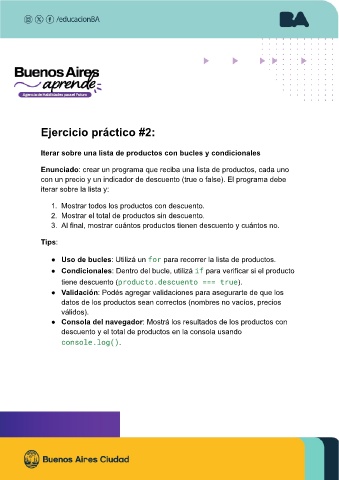 /educacionBA
BA
Buenos Aires
aprende
Agencia de Habilidades para el Futuro
Ejercicio práctico #2:
Iterar sobre una lista de productos con bucles y condicionales
Enunciado: crear un programa que reciba una lista de productos, cada uno
con un precio y un indicador de descuento (true o false). El programa debe
iterar sobre la lista y:
1. Mostrar todos los productos con descuento.
2. Mostrar el total de productos sin descuento.
3. Al final, mostrar cuántos productos tienen descuento y cuántos no.
Tips:
● Uso de bucles: Utilizá un for para recorrer la lista de productos.
● Condicionales: Dentro del bucle, utilizá if para verificar si el producto
tiene descuento (producto.descuento === true).
● Validación: Podés agregar validaciones para asegurarte de que los
datos de los productos sean correctos (nombres no vacíos, precios
válidos).
● Consola del navegador: Mostrá los resultados de los productos con
descuento y el total de productos en la consola usando
console.log().
Buenos Aires Ciudad